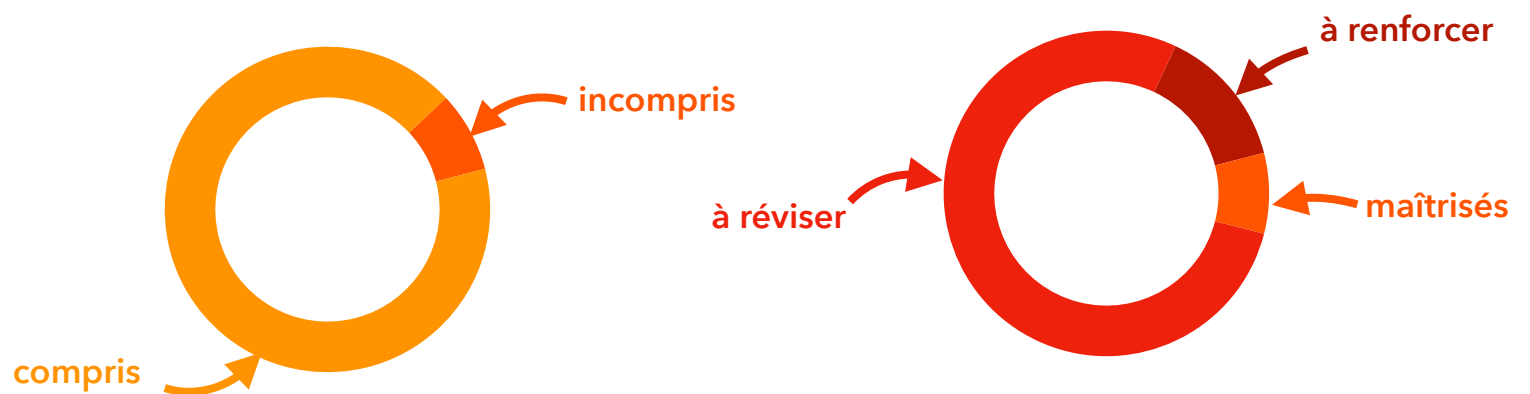 à renforcer
incompris
maîtrisés
à réviser
compris